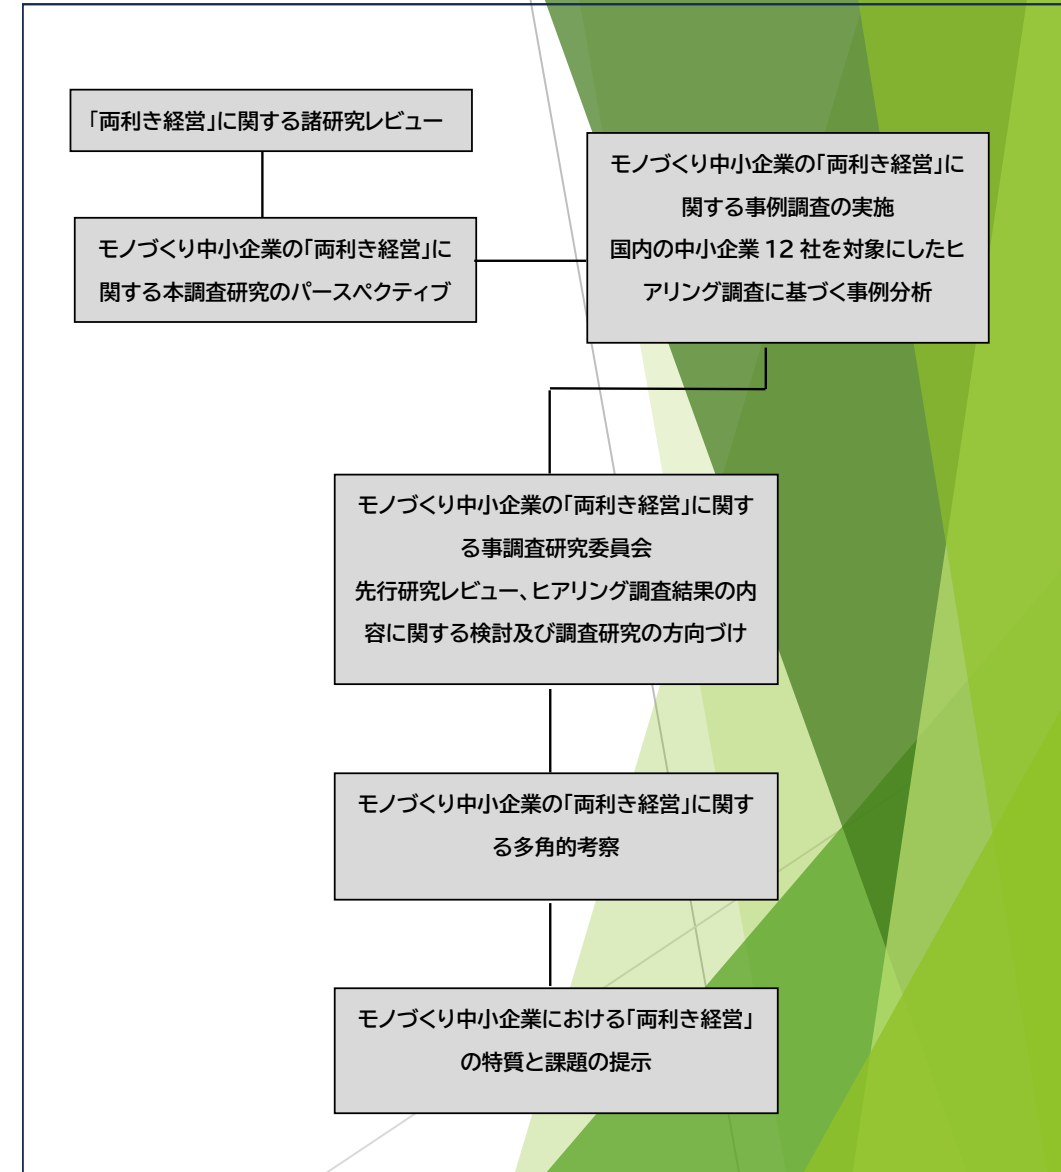 「両利き経営」に関する諸研究レビュー
モノづくり中小企業の「両利き経営」に
関する本調査研究のパースペクティブ
モノづくり中小企業の「両利き経営」に
関する事例調査の実施
国内の中小企業 12 社を対象にしたヒ
アリング調査に基づく事例分析
モノづくり中小企業の「両利き経営」に関す
る事調査研究委員会
先行研究レビュー、ヒアリング調査結果の内
容に関する検討及び調査研究の方向づけ
モノづくり中小企業の「両利き経営」に関す
る多角的考察
モノづくり中小企業における「両利き経営」
の特質と課題の提示